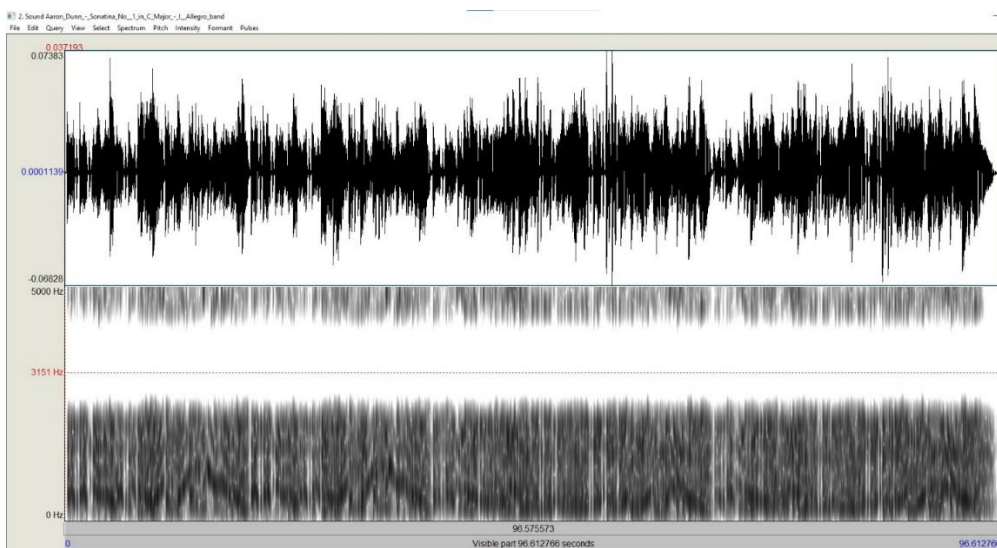 2. Sound Aaron_Dunn_-_Sonatina_No__1_in_C_Major_-_I__Allegro_band
File Edit Query View Select Spectrum Pitch Intensity Formant Pulses
0.037193
0.07383
0.0001139
-0.06828
5000 Hz
3151 Hz
0 Hz
96.575573
0 Visible part 96.612766 seconds 96.612766